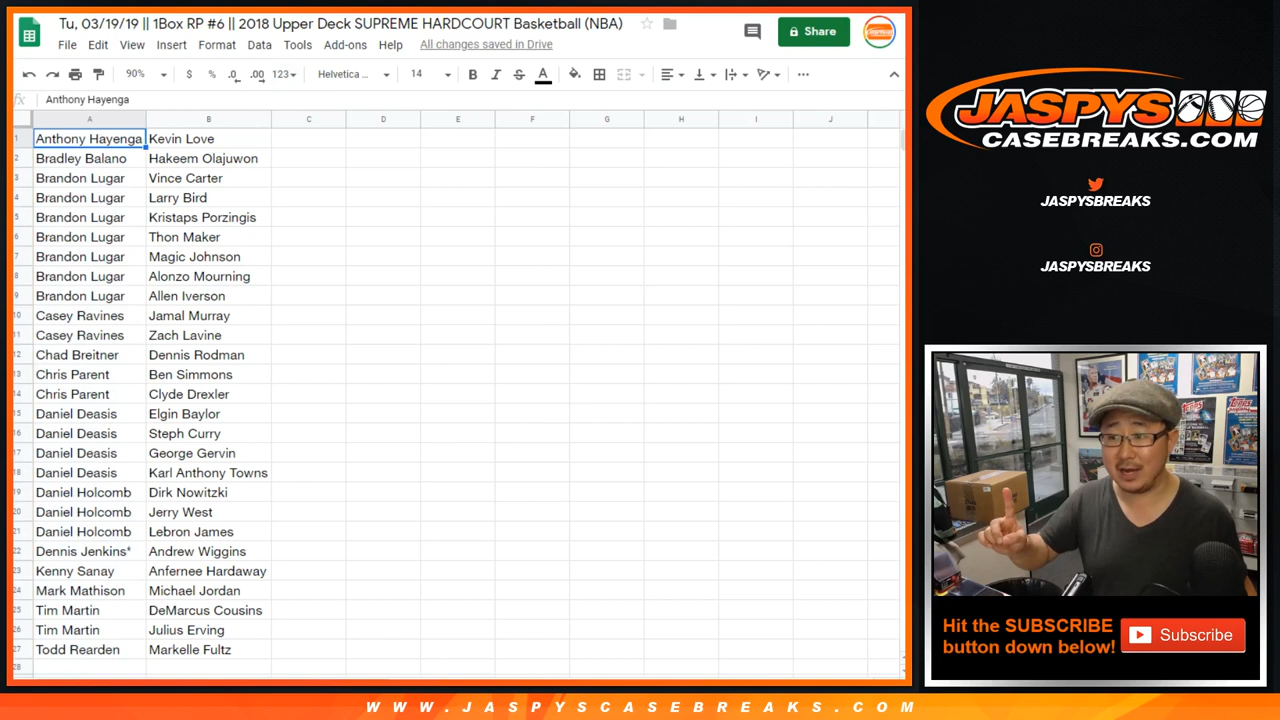 Tu, 03/19/19 || 1Box RP #6 || 2018 Upper Deck SUPREME HARDCOURT Basketball (NBA)
File Edit View Insert Format Data Tools Add-ons Help All changes saved in Drive
Share
90% $ % .0 .00 123 Helvetica ... 14 B I S A
fx Anthony Hayenga
A B C D E F G H I J
1 Anthony Hayenga Kevin Love
2 Bradley Balano Hakeem Olajuwon
3 Brandon Lugar Vince Carter
4 Brandon Lugar Larry Bird
5 Brandon Lugar Kristaps Porzingis
6 Brandon Lugar Thon Maker
7 Brandon Lugar Magic Johnson
8 Brandon Lugar Alonzo Mourning
9 Brandon Lugar Allen Iverson
10 Casey Ravines Jamal Murray
11 Casey Ravines Zach Lavine
12 Chad Breitner Dennis Rodman
13 Chris Parent Ben Simmons
14 Chris Parent Clyde Drexler
15 Daniel Deasis Elgin Baylor
16 Daniel Deasis Steph Curry
17 Daniel Deasis George Gervin
18 Daniel Deasis Karl Anthony Towns
19 Daniel Holcomb Dirk Nowitzki
20 Daniel Holcomb Jerry West
21 Daniel Holcomb Lebron James
22 Dennis Jenkins* Andrew Wiggins
23 Kenny Sanay Anfernee Hardaway
24 Mark Mathison Michael Jordan
25 Tim Martin DeMarcus Cousins
26 Tim Martin Julius Erving
27 Todd Rearden Markelle Fultz
28
JASPYS
CASEBREAKS.COM
JASPYSBREAKS
JASPYSBREAKS
TOPPS
Hit the SUBSCRIBE
button down below!
Subscribe
WWW.JASPYSCASEBREAKS.COM